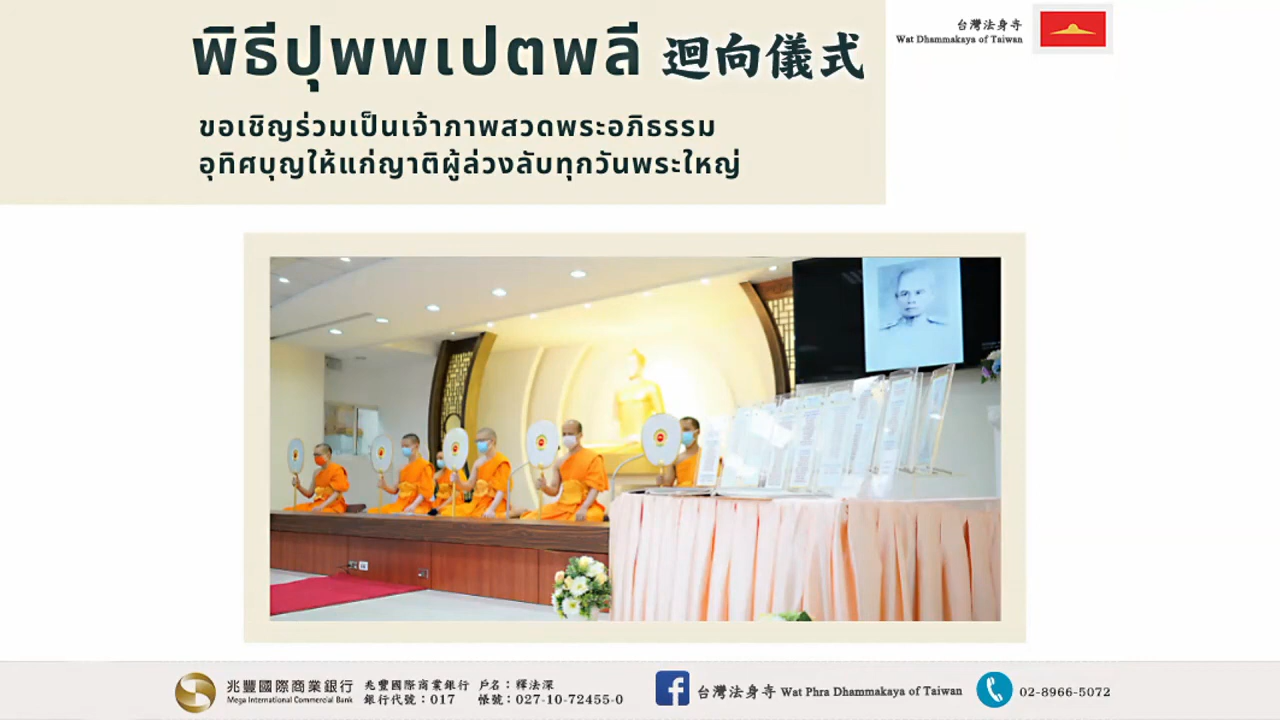 พิธีปุพพเปตพลี 迴向儀式
台灣法身寺
Wat Dhammakaya of Taiwan
ขอเชิญร่วมเป็นเจ้าภาพสวดพระอภิธรรม
อุทิศบุญให้แก่ญาติผู้ล่วงลับทุกวันพระใหญ่
兆豐國際商業銀行
Mega International Commercial Bank
兆豐國際商業銀行 戶名：釋法深
銀行代號：017 帳號：027-10-72455-0
台灣法身寺 Wat Phra Dhammakaya of Taiwan
02-8966-5072